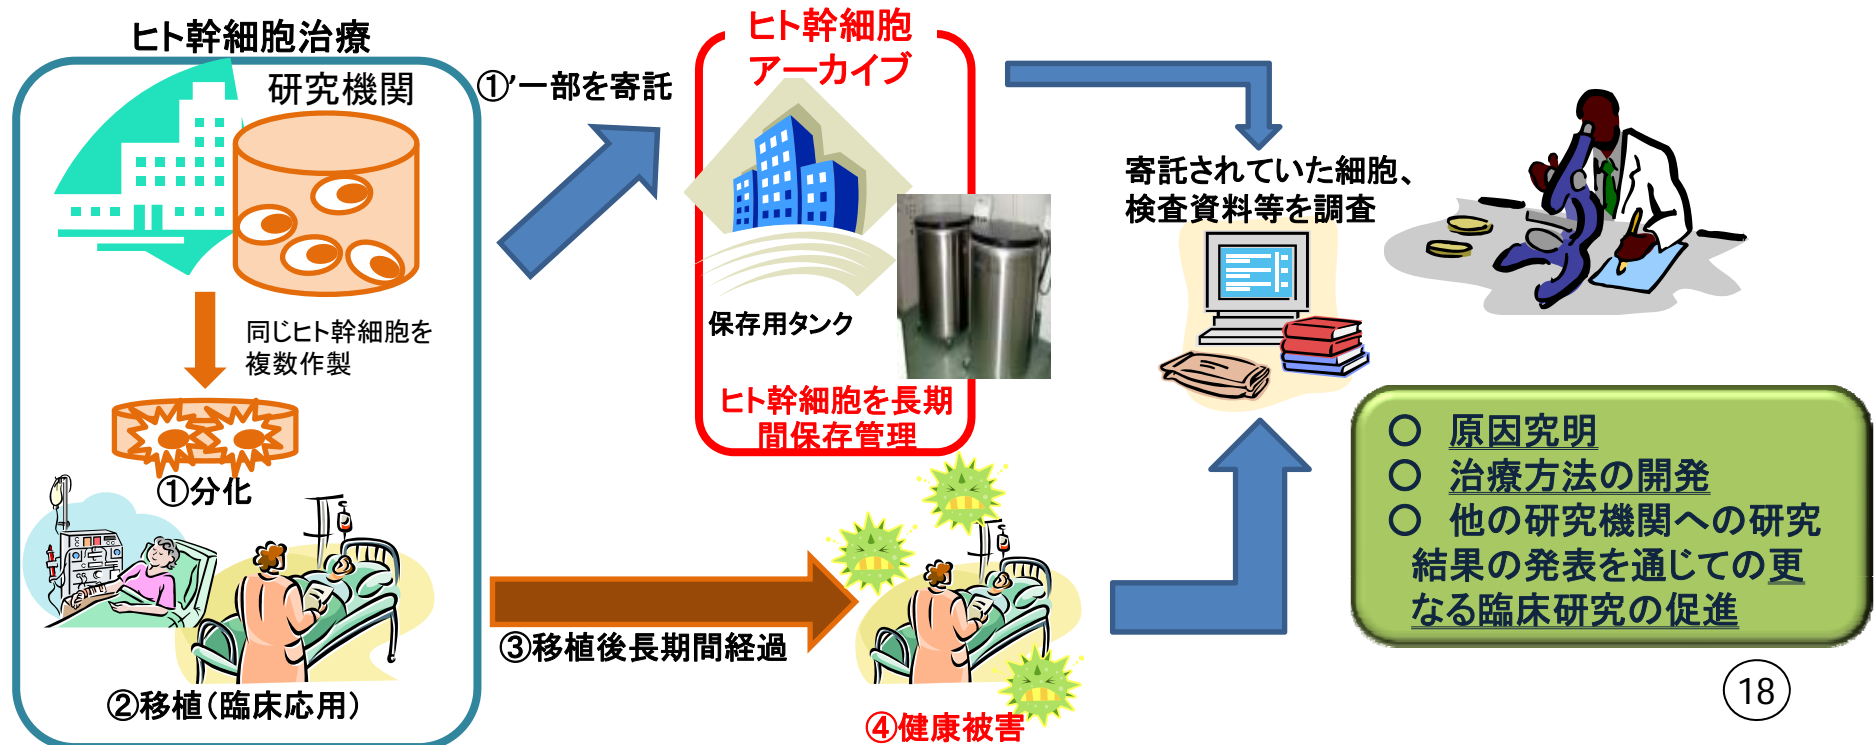 ヒト幹細胞治療
研究機関
同じヒト幹細胞を
複数作製
①分化
②移植(臨床応用)
①’一部を寄託
ヒト幹細胞
アーカイブ
保存用タンク
ヒト幹細胞を長期
間保存管理
③移植後長期間経過
④健康被害
寄託されていた細胞、
検査資料等を調査
○ 原因究明
○ 治療方法の開発
○ 他の研究機関への研究
結果の発表を通じての更
なる臨床研究の促進
18